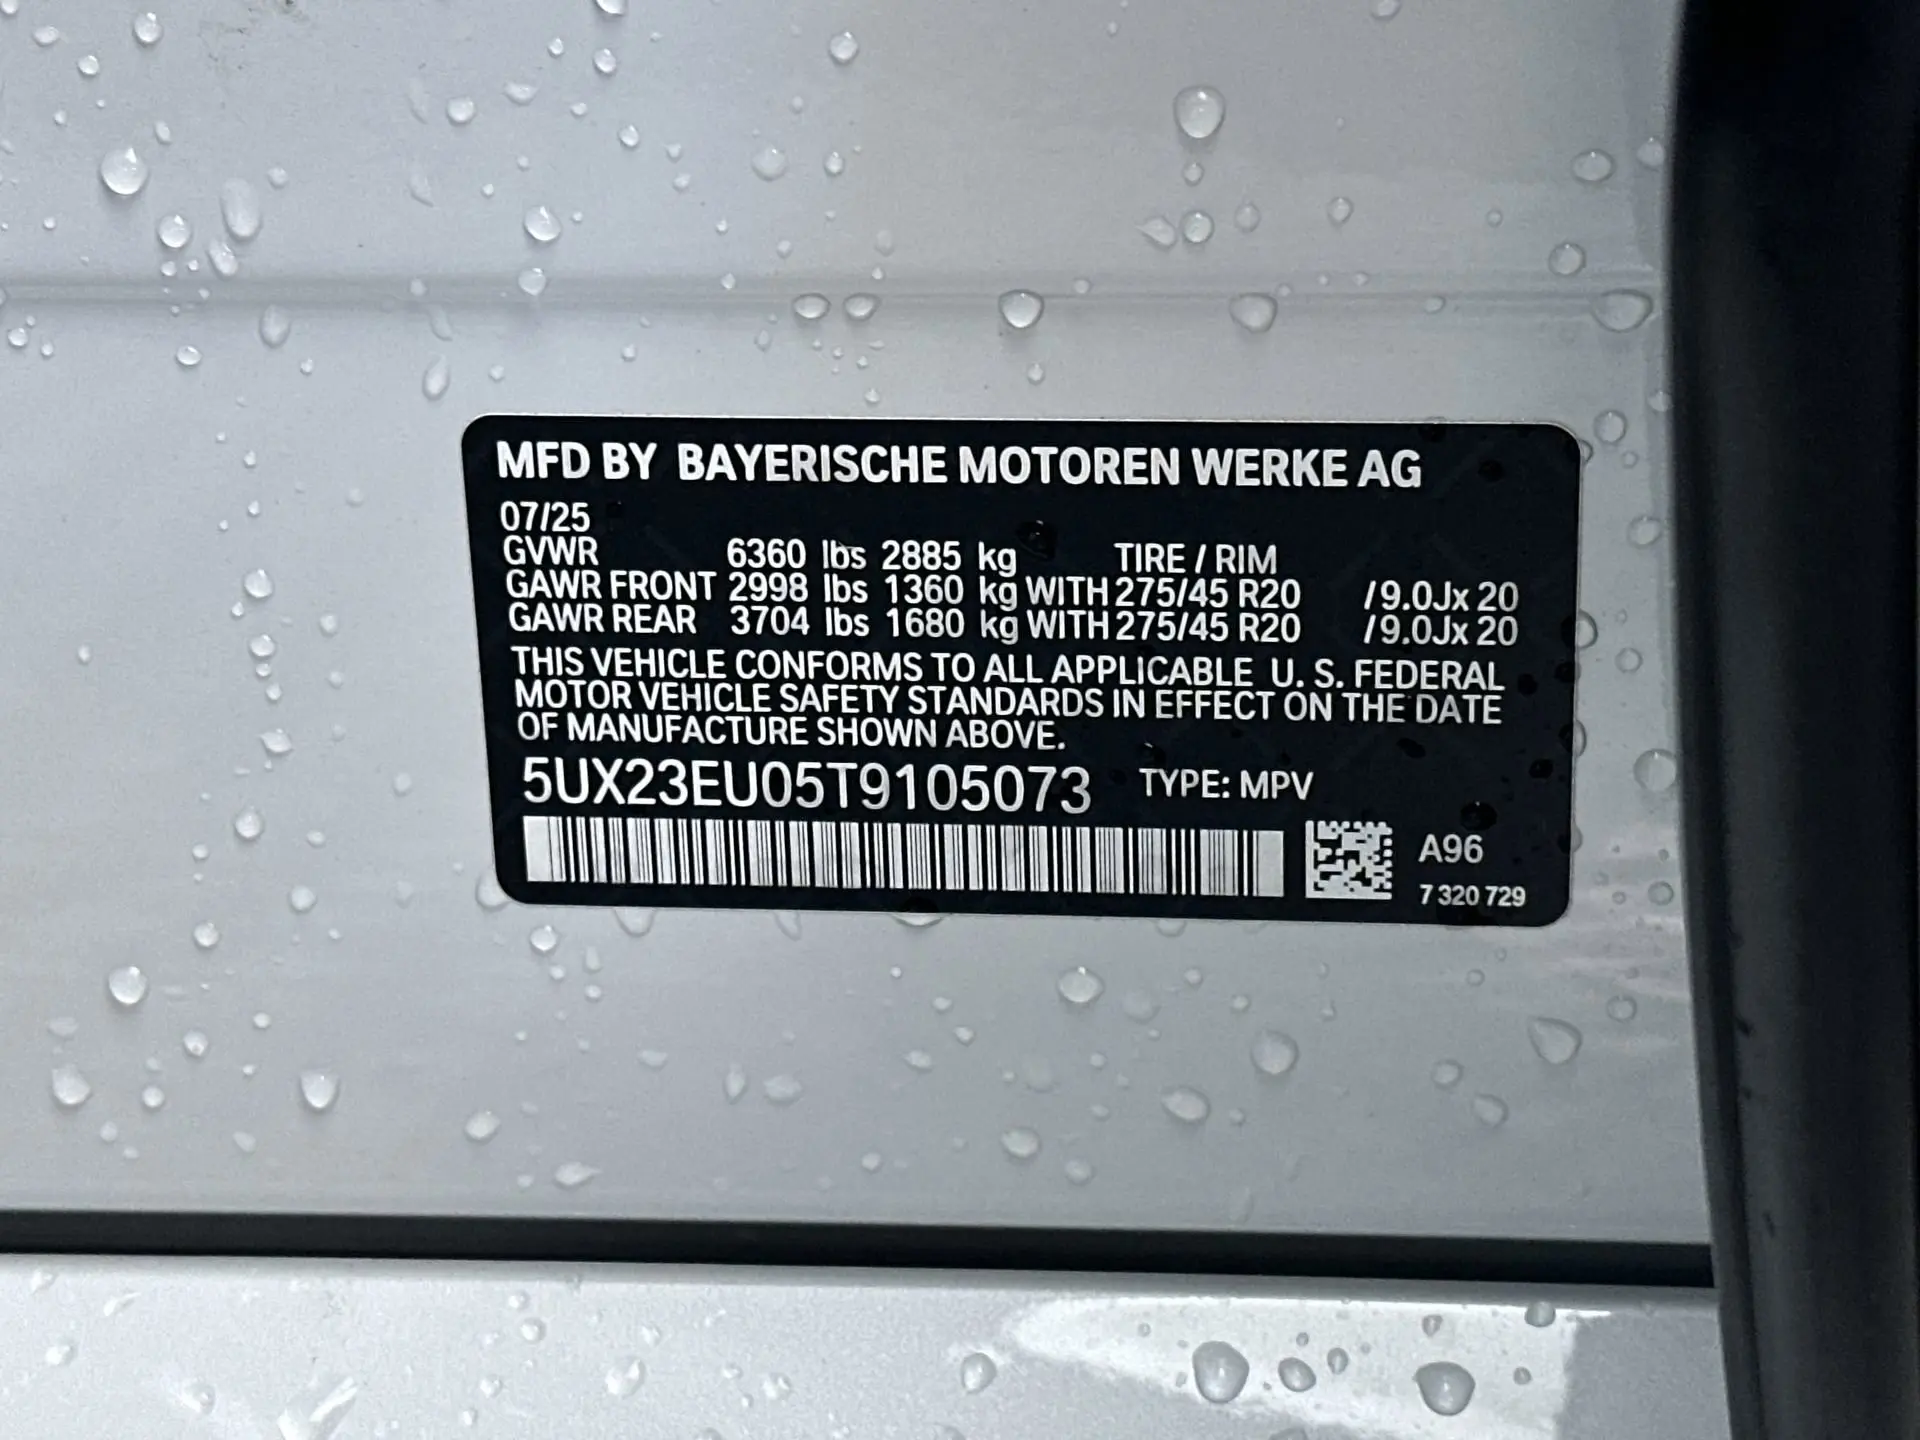 MFD BY BAYERISCHE MOTOREN WERKE AG
07/25
GVWR 6360 lbs 2885 kg TIRE / RIM
GAWR FRONT 2998 lbs 1360 kg WITH 275/45 R20 /9.0Jx 20
GAWR REAR 3704 lbs 1680 kg WITH 275/45 R20 /9.0Jx 20
THIS VEHICLE CONFORMS TO ALL APPLICABLE U. S. FEDERAL
MOTOR VEHICLE SAFETY STANDARDS IN EFFECT ON THE DATE
OF MANUFACTURE SHOWN ABOVE.
5UX23EU05T9105073 TYPE: MPV
A96
7 320 729